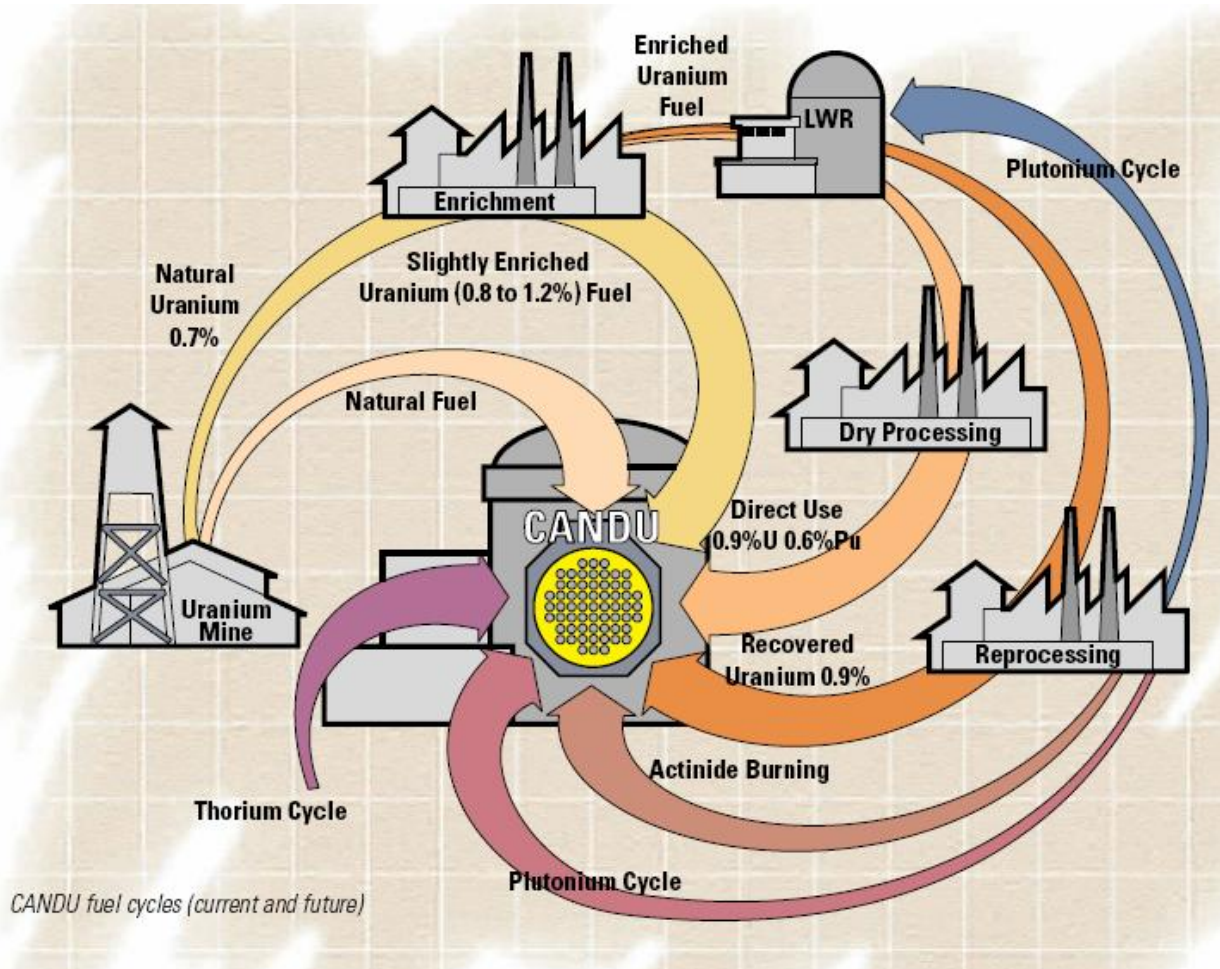 Enriched
Uranium
Fuel
LWR
Plutonium Cycle
Enrichment
Natural
Uranium
0.7%
Slightly Enriched
Uranium (0.8 to 1.2%) Fuel
Natural Fuel
Dry Processing
CANDU
Direct Use
0.9%U 0.6%Pu
Uranium
Mine
Recovered
Uranium 0.9%
Reprocessing
Actinide Burning
Thorium Cycle
Plutonium Cycle
CANDU fuel cycles (current and future)